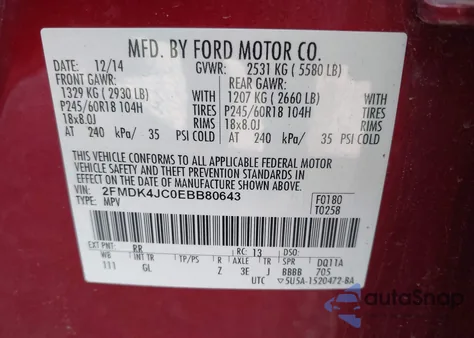 MFD. BY FORD MOTOR CO.
DATE: 12/14 GVWR: 2531 KG ( 5580 LB)
FRONT GAWR: REAR GAWR:
1329 KG ( 2930 LB) WITH 1207 KG ( 2660 LB) WITH
P245/60R18 104H TIRES P245/60R18 104H TIRES
18x8.0J RIMS 18x8.0J RIMS
AT 240 kPa/ 35 PSI COLD AT 240 kPa/ 35 PSI COLD
THIS VEHICLE CONFORMS TO ALL APPLICABLE FEDERAL MOTOR
VEHICLE SAFETY AND THEFT PREVENTION STANDARDS IN EFFECT ON
THE DATE OF MANUFACTURE SHOWN ABOVE.
VIN: 2FMDK4JC0EBB80643 F0180
TYPE: MPV T0258
EXT PNT: RR RC: 13 DSO:
WB INT TR TP/PS R AXLE TR SPR DQ11A
111 GL Z 3E J BBBB 705
UTC 5U5A-1520472-BA
autoSnap